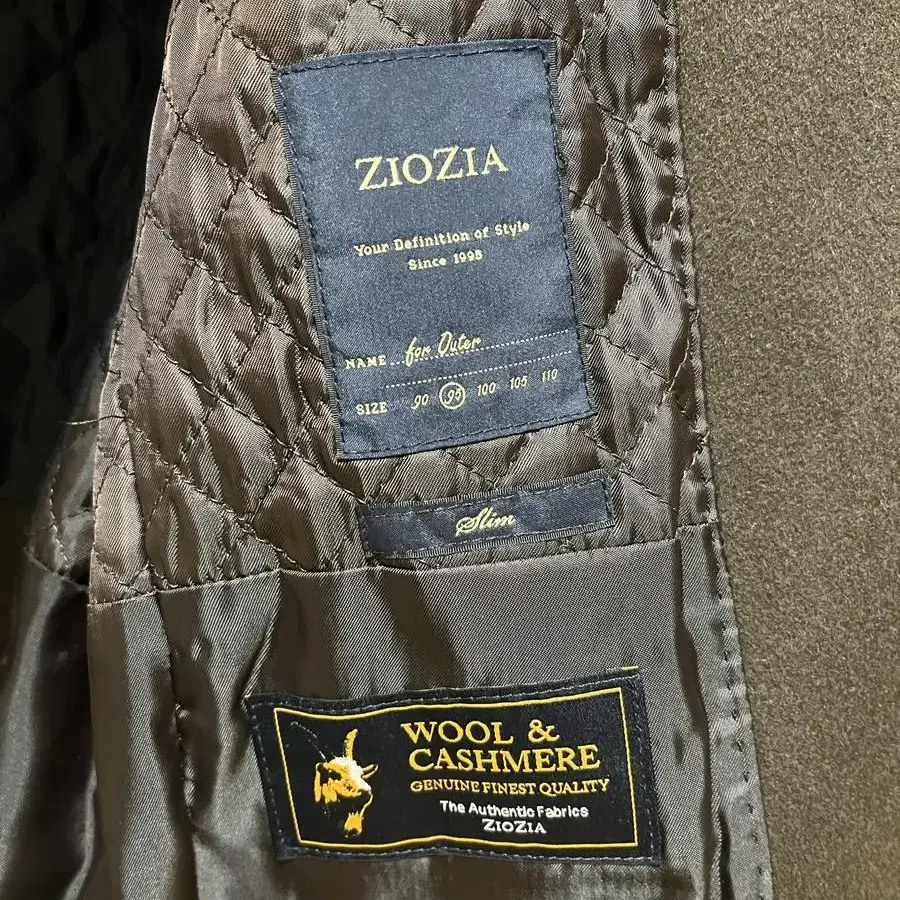 ZIOZIA
Your Definition of Style
Since 1995
NAME for Outer
SIZE 90 95 100 105 110
Slim
WOOL &
CASHMERE
GENUINE FINEST QUALITY
The Authentic Fabrics
ZIOZIA